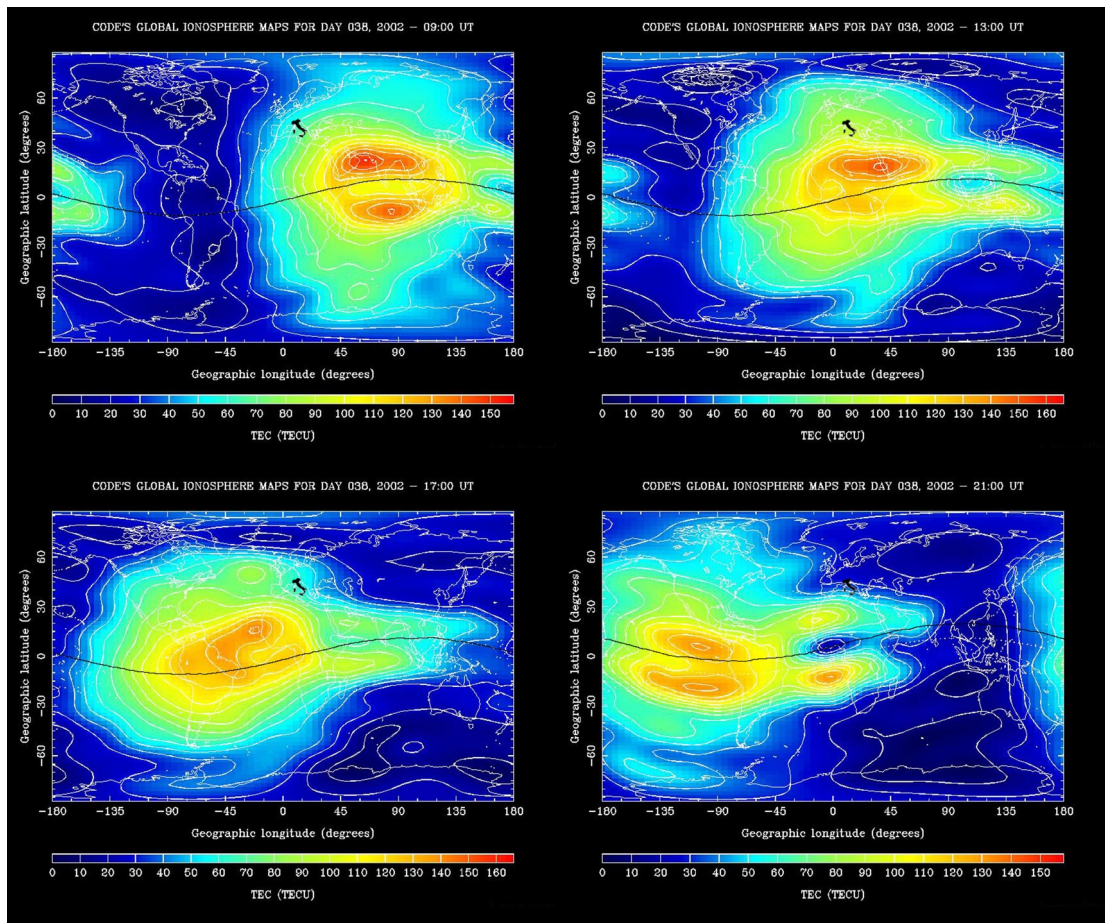 CODE'S GLOBAL IONOSPHERE MAPS FOR DAY 038, 2002 – 09:00 UT
Geographic latitude (degrees)
60
30
0
−30
−60
−180 −135 −90 −45 0 45 90 135 180
Geographic longitude (degrees)
0 10 20 30 40 50 60 70 80 90 100 110 120 130 140 150
TEC (TECU)
CODE'S GLOBAL IONOSPHERE MAPS FOR DAY 038, 2002 – 13:00 UT
Geographic latitude (degrees)
60
30
0
−30
−60
−180 −135 −90 −45 0 45 90 135 180
Geographic longitude (degrees)
0 10 20 30 40 50 60 70 80 90 100 110 120 130 140 150 160
TEC (TECU)
CODE'S GLOBAL IONOSPHERE MAPS FOR DAY 038, 2002 – 17:00 UT
Geographic latitude (degrees)
60
30
0
−30
−60
−180 −135 −90 −45 0 45 90 135 180
Geographic longitude (degrees)
0 10 20 30 40 50 60 70 80 90 100 110 120 130 140 150 160
TEC (TECU)
CODE'S GLOBAL IONOSPHERE MAPS FOR DAY 038, 2002 – 21:00 UT
Geographic latitude (degrees)
60
30
0
−30
−60
−180 −135 −90 −45 0 45 90 135 180
Geographic longitude (degrees)
0 10 20 30 40 50 60 70 80 90 100 110 120 130 140 150
TEC (TECU)